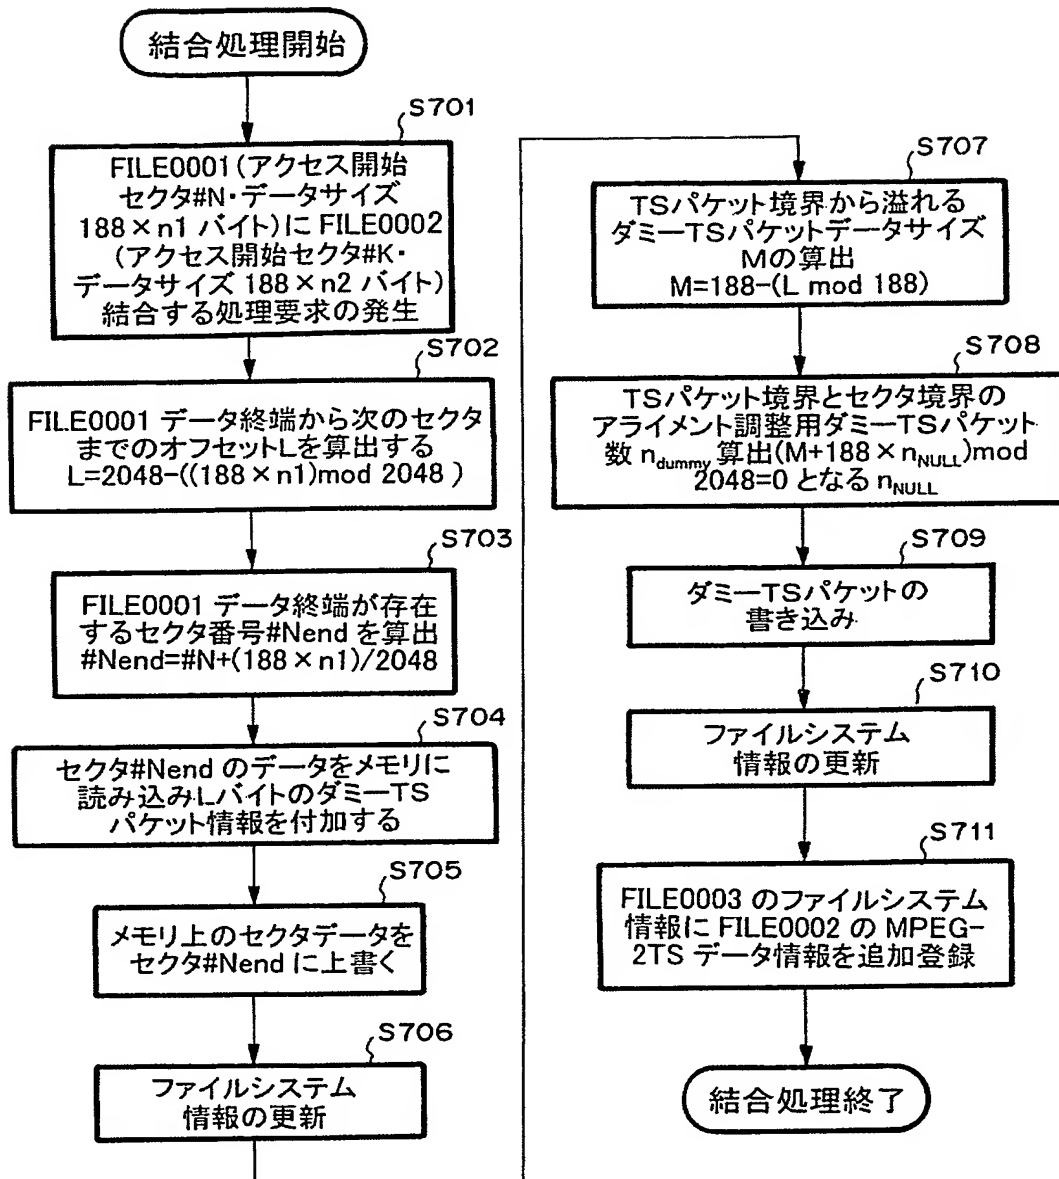 結合処理開始
S701
FILE0001(アクセス開始
セクタ#N・データサイズ
188×n1 バイト)に FILE0002
(アクセス開始セクタ#K・
データサイズ 188×n2 バイト)
結合する処理要求の発生
S702
FILE0001 データ終端から次のセクタ
までのオフセットLを算出する
L=2048-((188×n1)mod 2048 )
S703
FILE0001 データ終端が存在
するセクタ番号#Nend を算出
#Nend=#N+(188×n1)/2048
S704
セクタ#Nend のデータをメモリに
読み込みLバイトのダミーTS
パケット情報を付加する
S705
メモリ上のセクタデータを
セクタ#Nend に上書く
S706
ファイルシステム
情報の更新
S707
TSパケット境界から溢れる
ダミーTSパケットデータサイズ
Mの算出
M=188-(L mod 188)
S708
TSパケット境界とセクタ境界の
アライメント調整用ダミーTSパケット
数 n_dummy 算出(M+188×n_NULL)mod
2048=0 となる n_NULL
S709
ダミーTSパケットの
書き込み
S710
ファイルシステム
情報の更新
S711
FILE0003 のファイルシステム
情報に FILE0002 の MPEG-
2TS データ情報を追加登録
結合処理終了